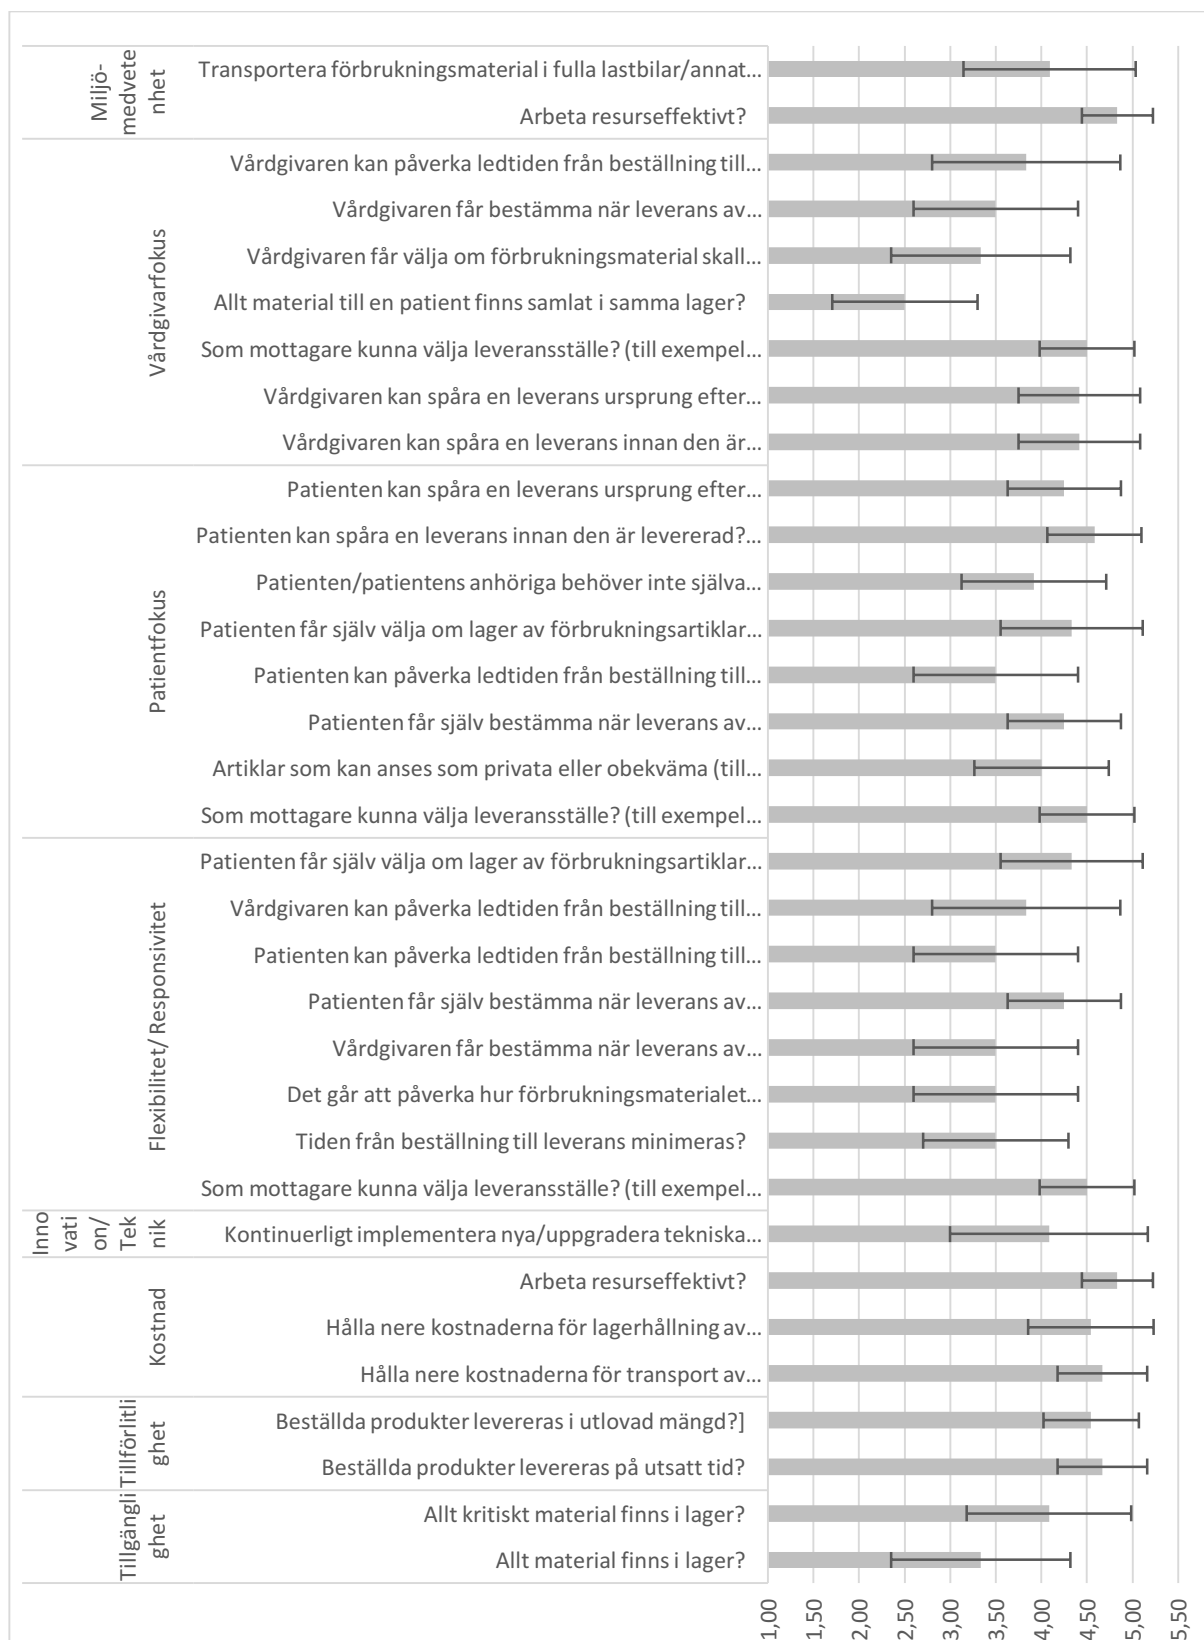 Miljö-
medvete
nhet
Transportera förbrukningsmaterial i fulla lastbilar/annat...
Arbeta resurseffektivt?
Vårdgivarfokus
Vårdgivaren kan påverka ledtiden från beställning till...
Vårdgivaren får bestämma när leverans av...
Vårdgivaren får välja om förbrukningsmaterial skall...
Allt material till en patient finns samlat i samma lager?
Som mottagare kunna välja leveransställe? (till exempel...
Vårdgivaren kan spåra en leverans ursprung efter...
Vårdgivaren kan spåra en leverans innan den är...
Patientfokus
Patienten kan spåra en leverans ursprung efter...
Patienten kan spåra en leverans innan den är levererad?...
Patienten/patientens anhöriga behöver inte själva...
Patienten får själv välja om lager av förbrukningsartiklar...
Patienten kan påverka ledtiden från beställning till...
Patienten får själv bestämma när leverans av...
Artiklar som kan anses som privata eller obekväma (till...
Som mottagare kunna välja leveransställe? (till exempel...
Flexibilitet/ Responsivitet
Patienten får själv välja om lager av förbrukningsartiklar...
Vårdgivaren kan påverka ledtiden från beställning till...
Patienten kan påverka ledtiden från beställning till...
Patienten får själv bestämma när leverans av...
Vårdgivaren får bestämma när leverans av...
Det går att påverka hur förbrukningsmaterialet...
Tiden från beställning till leverans minimeras?
Som mottagare kunna välja leveransställe? (till exempel...
Inno
vati
on/
Tek
nik
Kontinuerligt implementera nya/uppgradera tekniska...
Kostnad
Arbeta resurseffektivt?
Hålla nere kostnaderna för lagerhållning av...
Hålla nere kostnaderna för transport av...
Tillförlitli
ghet
Beställda produkter levereras i utlovad mängd?]
Beställda produkter levereras på utsatt tid?
Tillgängli
ghet
Allt kritiskt material finns i lager?
Allt material finns i lager?
1,00
1,50
2,00
2,50
3,00
3,50
4,00
4,50
5,00
5,50